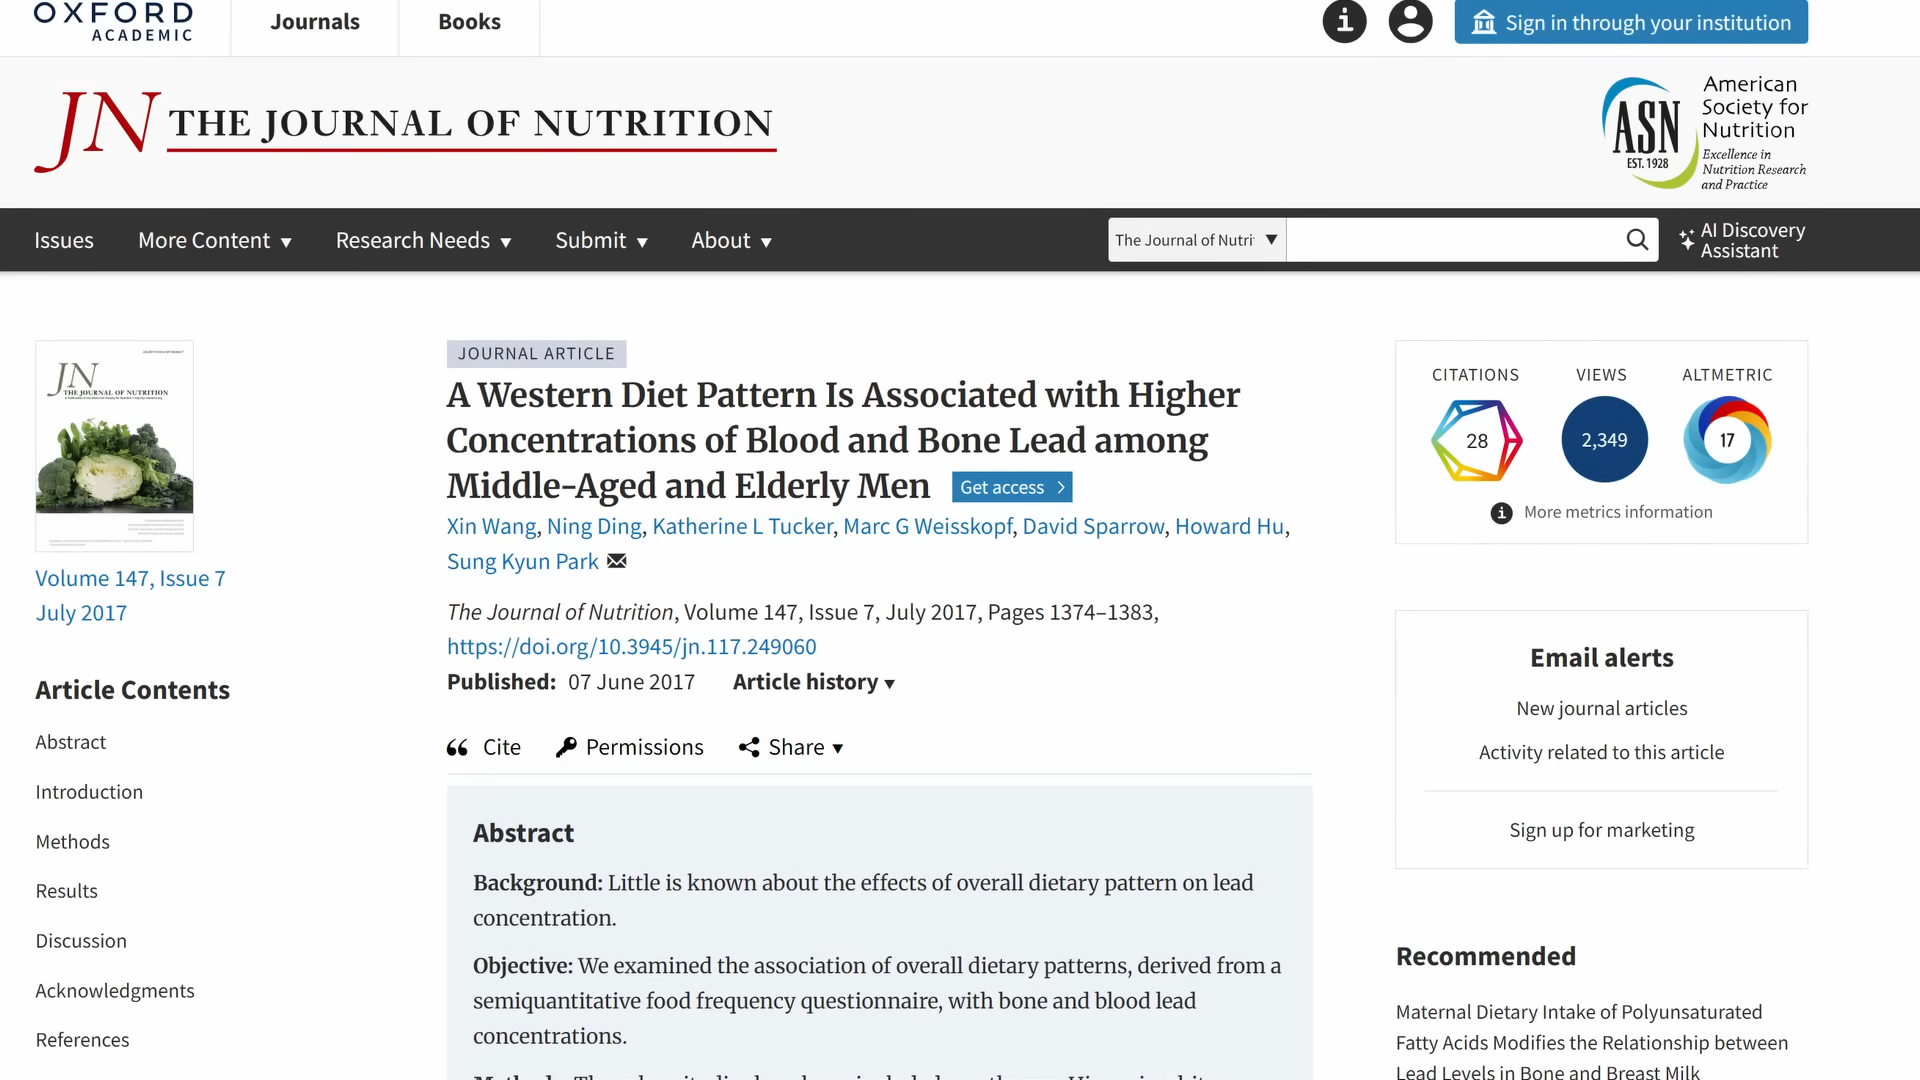 OXFORD
ACADEMIC
Journals
Books
Sign in through your institution
JN THE JOURNAL OF NUTRITION
ASN
EST. 1928
American
Society for
Nutrition
Excellence in
Nutrition Research
and Practice
Issues
More Content
Research Needs
Submit
About
The Journal of Nutri
AI Discovery
Assistant
JN
THE JOURNAL OF NUTRITION
Volume 147, Issue 7
July 2017
Article Contents
Abstract
Introduction
Methods
Results
Discussion
Acknowledgments
References
JOURNAL ARTICLE
A Western Diet Pattern Is Associated with Higher
Concentrations of Blood and Bone Lead among
Middle-Aged and Elderly Men Get access
Xin Wang, Ning Ding, Katherine L Tucker, Marc G Weisskopf, David Sparrow, Howard Hu,
Sung Kyun Park
The Journal of Nutrition, Volume 147, Issue 7, July 2017, Pages 1374–1383,
https://doi.org/10.3945/jn.117.249060
Published: 07 June 2017 Article history
Cite Permissions Share
Abstract
Background: Little is known about the effects of overall dietary pattern on lead
concentration.
Objective: We examined the association of overall dietary patterns, derived from a
semiquantitative food frequency questionnaire, with bone and blood lead
concentrations.
CITATIONS VIEWS ALTMETRIC
28 2,349 17
More metrics information
Email alerts
New journal articles
Activity related to this article
Sign up for marketing
Recommended
Maternal Dietary Intake of Polyunsaturated
Fatty Acids Modifies the Relationship between
Lead Levels in Bone and Breast Milk